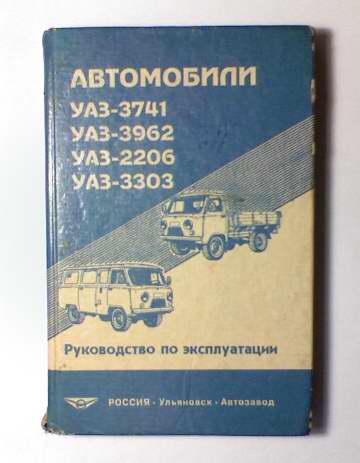 АВТОМОБИЛИ
УАЗ-3741
УАЗ-3962
УАЗ-2206
УАЗ-3303
Руководство по эксплуатации
РОССИЯ · Ульяновск · Автозавод